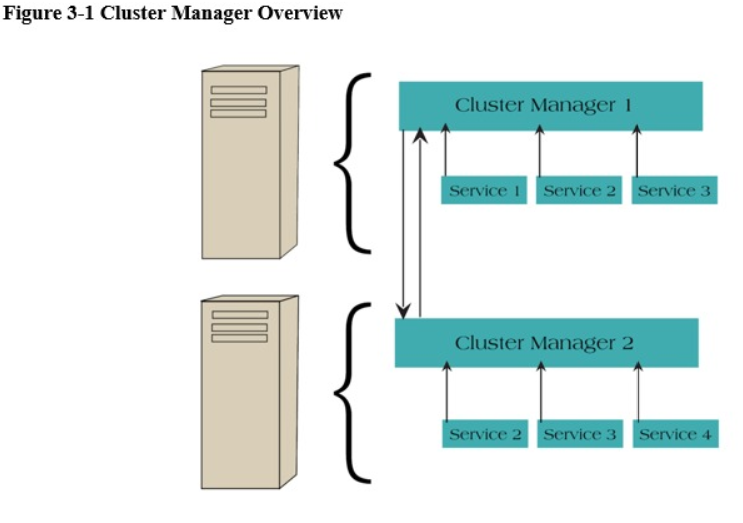 Figure 3-1 Cluster Manager Overview
Cluster Manager 1
Service 1
Service 2
Service 3
Cluster Manager 2
Service 2
Service 3
Service 4